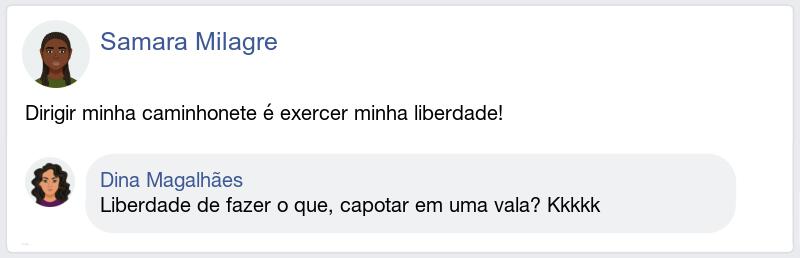 Samara Milagre
Dirigir minha caminhonete é exercer minha liberdade!
Dina Magalhães
Liberdade de fazer o que, capotar em uma vala? Kkkkk